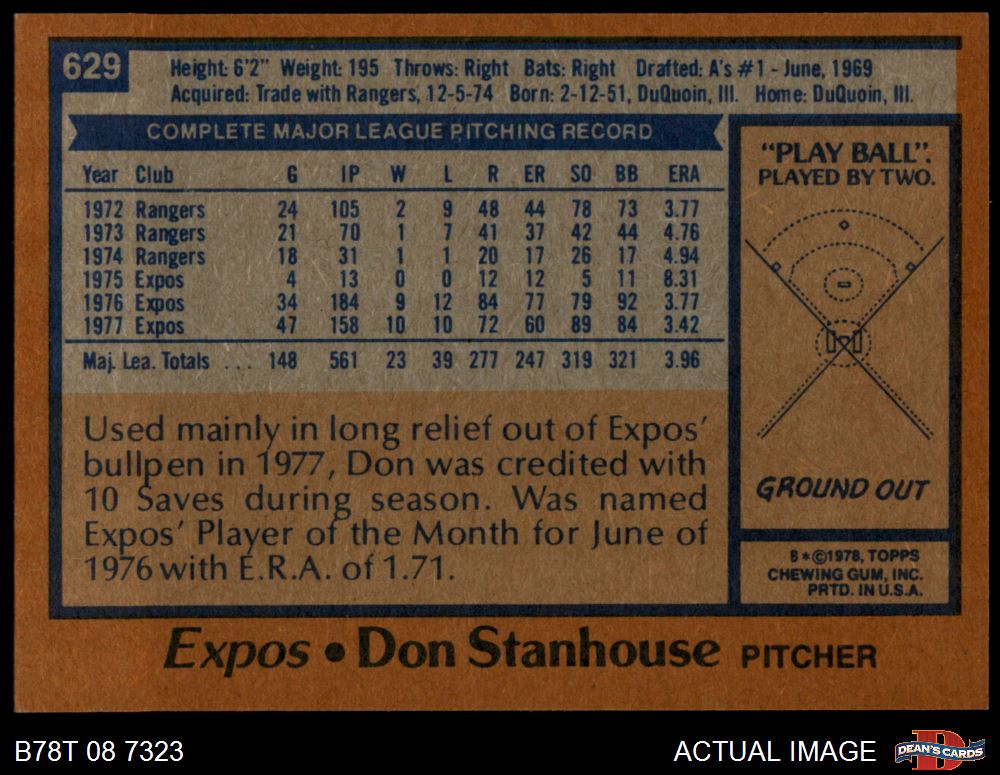 629
Height: 6'2" Weight: 195 Throws: Right Bats: Right Drafted: A's #1 - June, 1969
Acquired: Trade with Rangers, 12-5-74 Born: 2-12-51, DuQuoin, Ill. Home: DuQuoin, Ill.
COMPLETE MAJOR LEAGUE PITCHING RECORD
Year Club G IP W L R ER SO BB ERA
1972 Rangers 24 105 2 9 48 44 78 73 3.77
1973 Rangers 21 70 1 7 41 37 42 44 4.76
1974 Rangers 18 31 1 1 20 17 26 17 4.94
1975 Expos 4 13 0 0 12 12 5 11 8.31
1976 Expos 34 184 9 12 84 77 79 92 3.77
1977 Expos 47 158 10 10 72 60 89 84 3.42
Maj. Lea. Totals ... 148 561 23 39 277 247 319 321 3.96
Used mainly in long relief out of Expos'
bullpen in 1977, Don was credited with
10 Saves during season. Was named
Expos' Player of the Month for June of
1976 with E.R.A. of 1.71.
"PLAY BALL".
PLAYED BY TWO.
GROUND OUT
B*©1978, TOPPS
CHEWING GUM, INC.
PRTD. IN U.S.A.
Expos • Don Stanhouse PITCHER
B78T 08 7323
ACTUAL IMAGE
DEAN'S CARDS